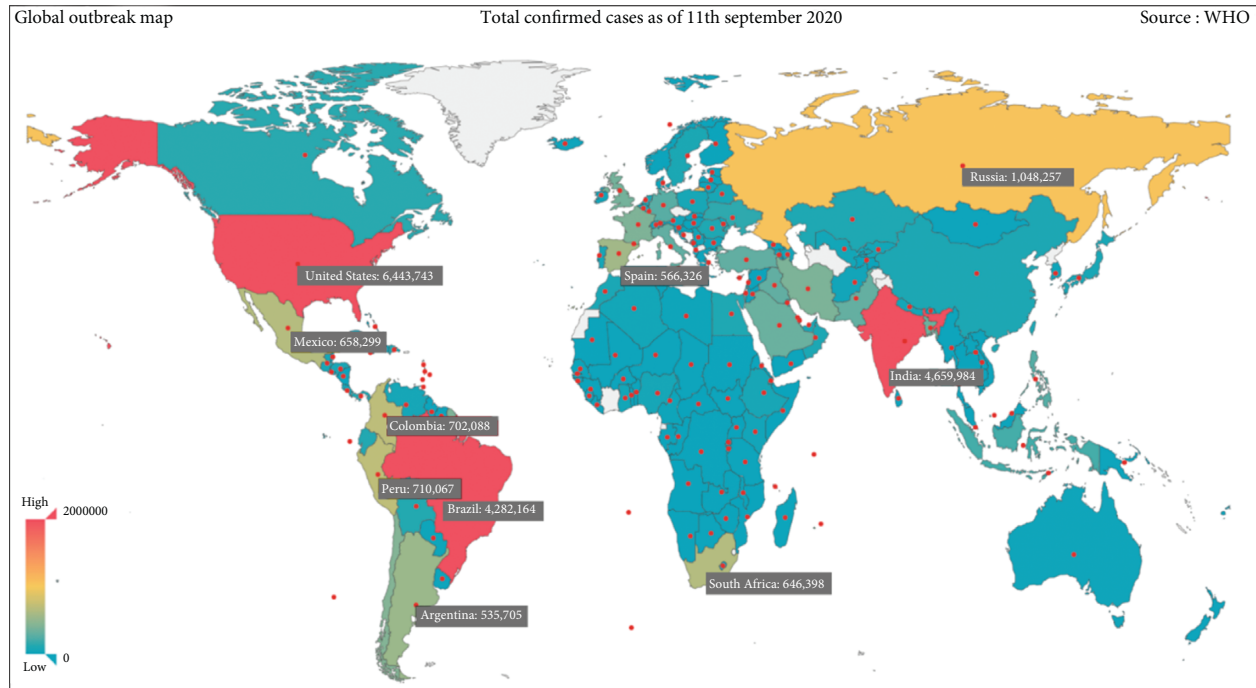 Global outbreak map
Total confirmed cases as of 11th september 2020
Source : WHO
Russia: 1,048,257
United States: 6,443,743
Spain: 566,326
Mexico: 658,299
India: 4,659,984
Colombia: 702,088
Peru: 710,067
Brazil: 4,282,164
High
2000000
South Africa: 646,398
Argentina: 535,705
0
Low